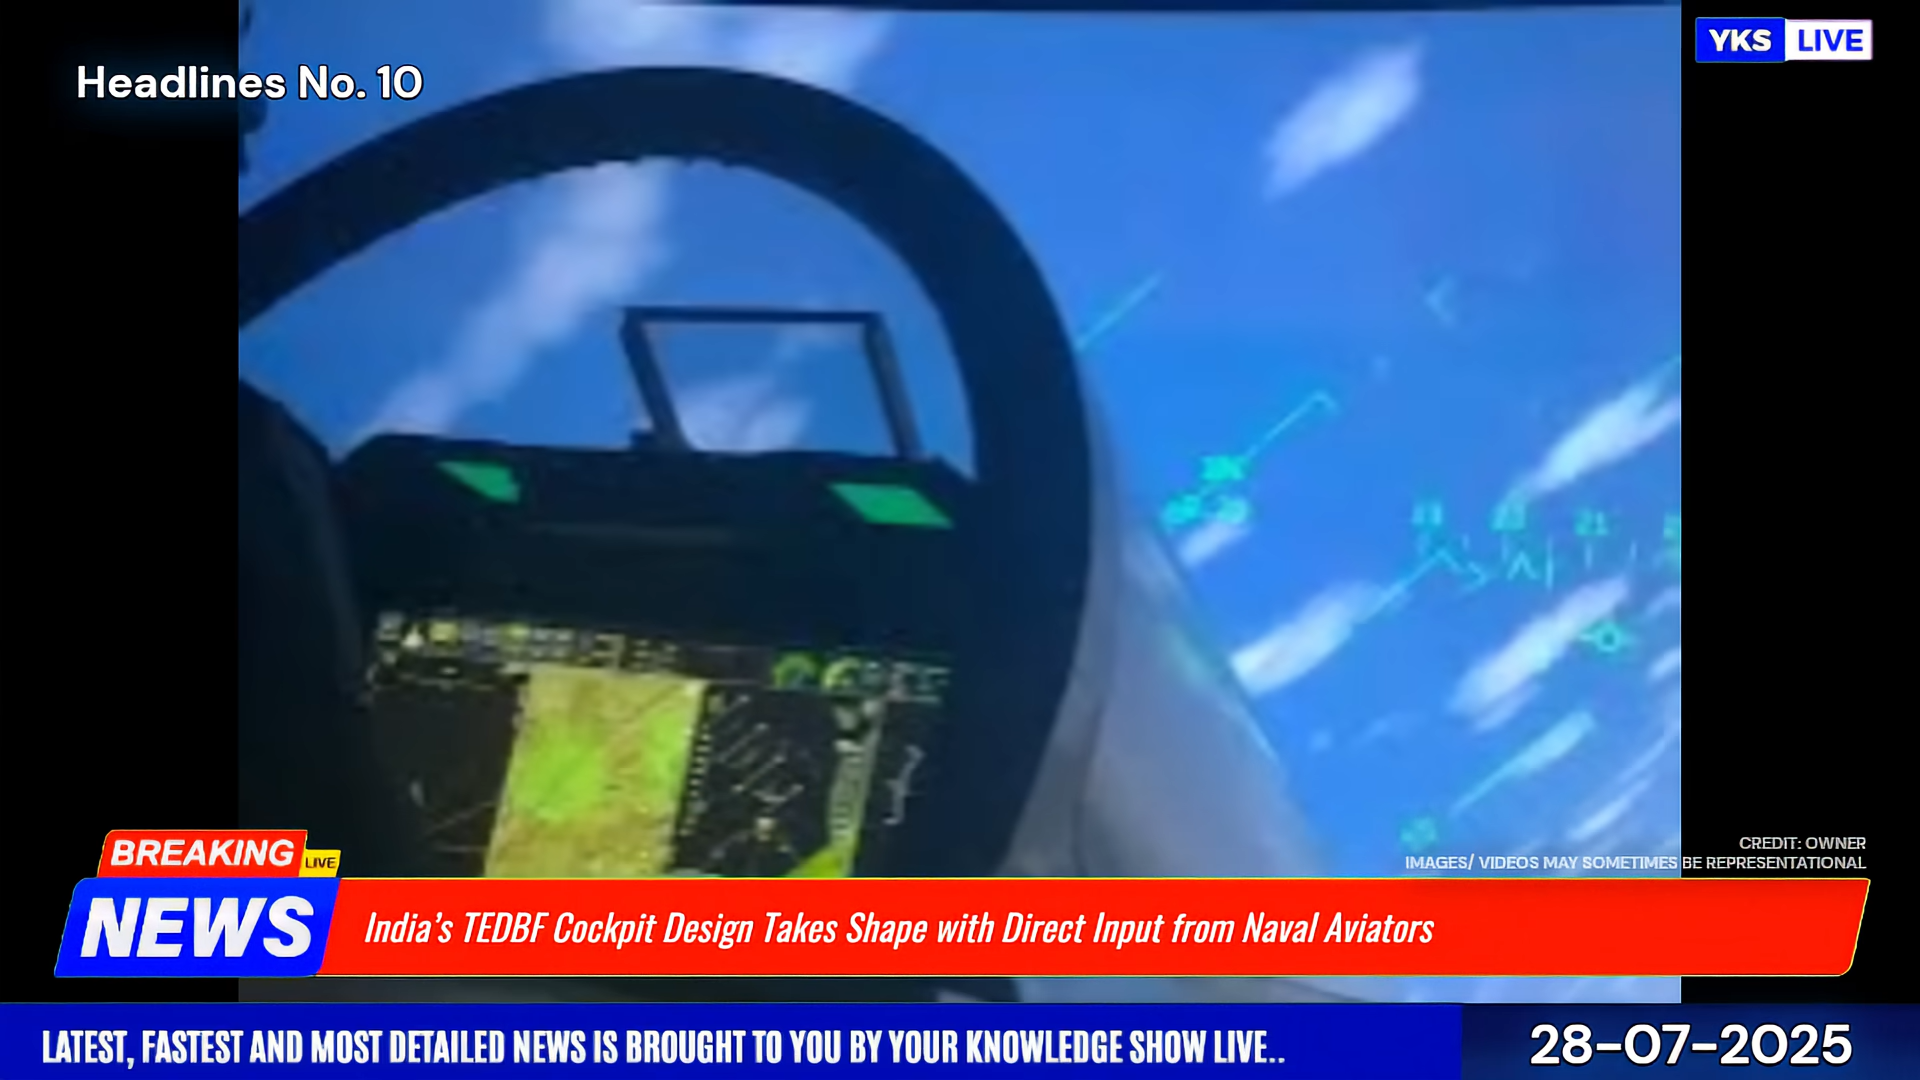 Headlines No. 10
YKS LIVE
CREDIT: OWNER
IMAGES/ VIDEOS MAY SOMETIMES BE REPRESENTATIONAL
BREAKING
LIVE
NEWS
India's TEDBF Cockpit Design Takes Shape with Direct Input from Naval Aviators
LATEST, FASTEST AND MOST DETAILED NEWS IS BROUGHT TO YOU BY YOUR KNOWLEDGE SHOW LIVE..
28-07-2025